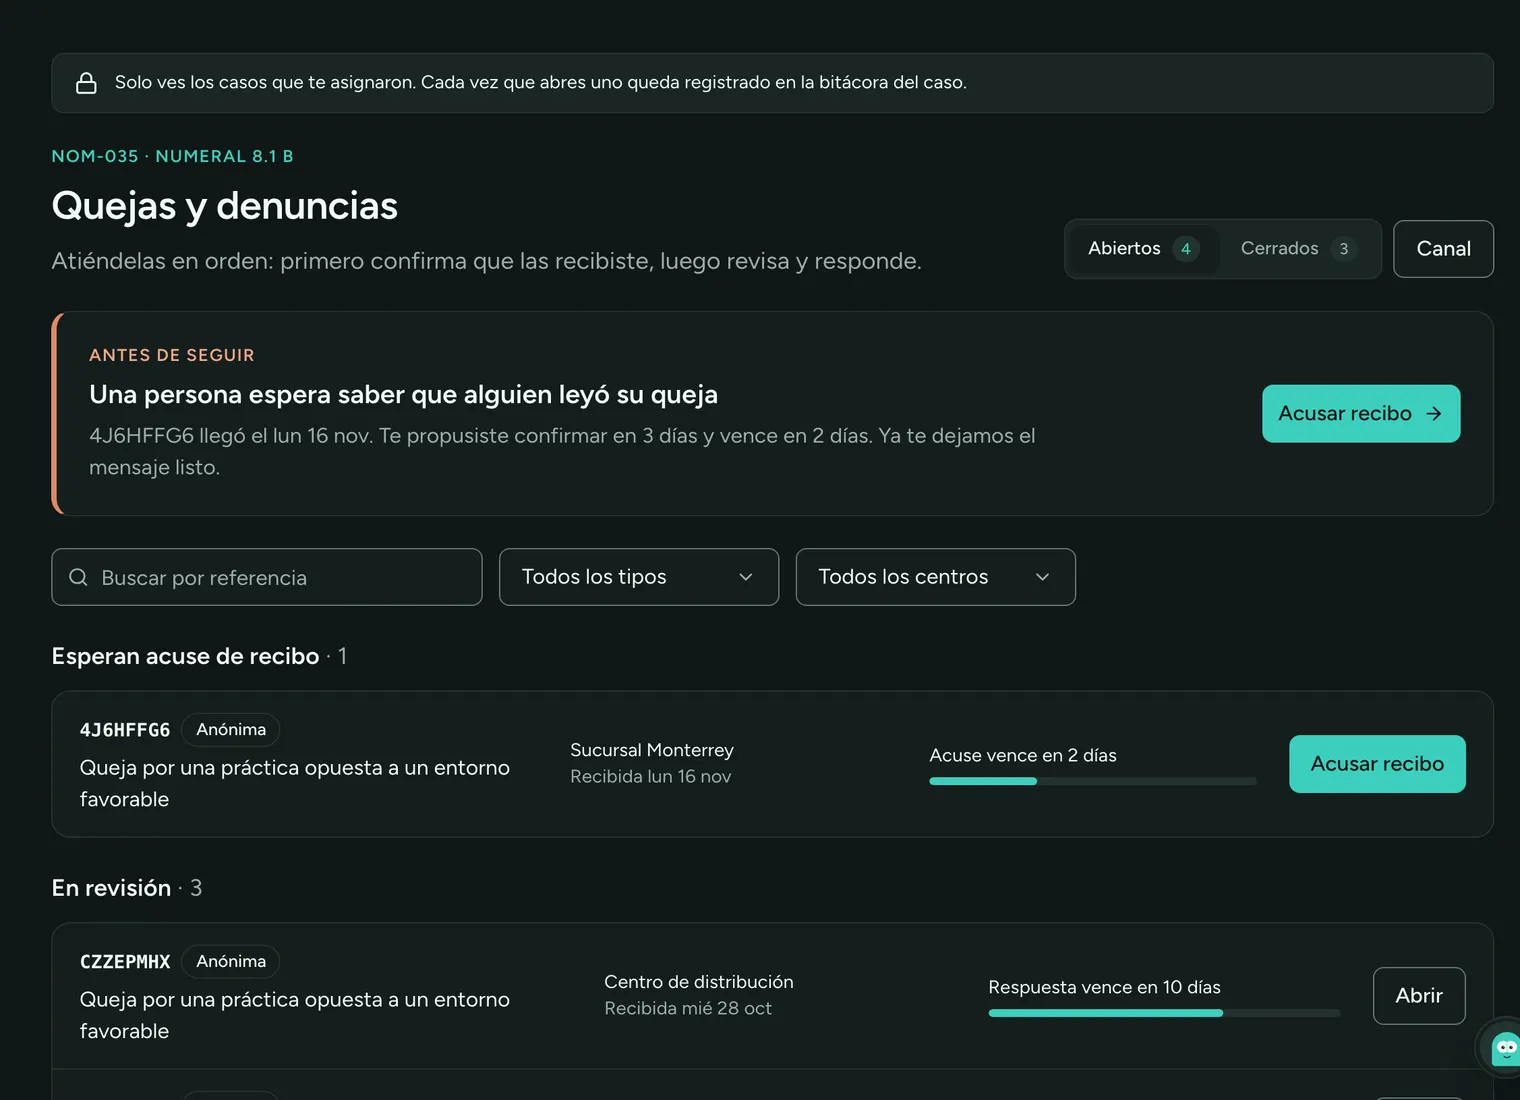 Solo ves los casos que te asignaron. Cada vez que abres uno queda registrado en la bitácora del caso.
NOM-035 · NUMERAL 8.1 B
Quejas y denuncias
Atiéndelas en orden: primero confirma que las recibiste, luego revisa y responde.
Abiertos 4
Cerrados 3
Canal
ANTES DE SEGUIR
Una persona espera saber que alguien leyó su queja
4J6HFFG6 llegó el lun 16 nov. Te propusiste confirmar en 3 días y vence en 2 días. Ya te dejamos el
mensaje listo.
Acusar recibo →
Buscar por referencia
Todos los tipos
Todos los centros
Esperan acuse de recibo · 1
4J6HFFG6 Anónima
Queja por una práctica opuesta a un entorno
favorable
Sucursal Monterrey
Recibida lun 16 nov
Acuse vence en 2 días
Acusar recibo
En revisión · 3
CZZEPMHX Anónima
Queja por una práctica opuesta a un entorno
favorable
Centro de distribución
Recibida mié 28 oct
Respuesta vence en 10 días
Abrir